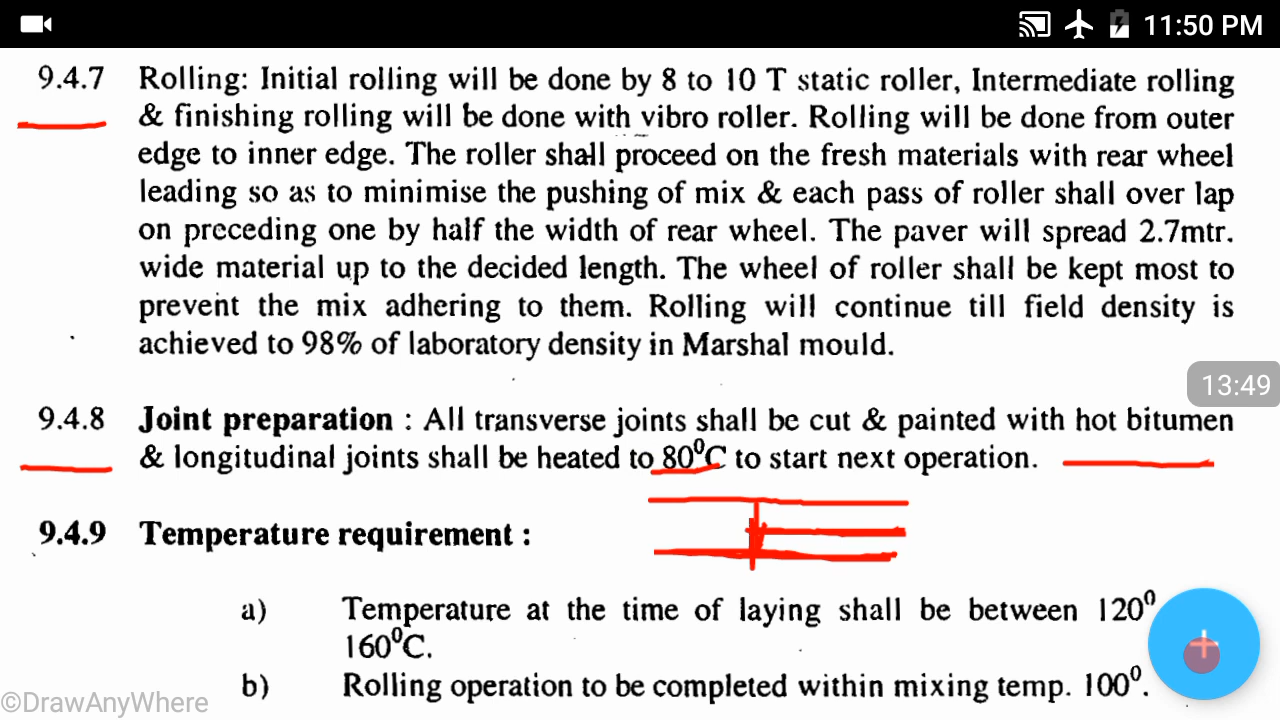 11:50 PM
9.4.7 Rolling: Initial rolling will be done by 8 to 10 T static roller, Intermediate rolling
& finishing rolling will be done with vibro roller. Rolling will be done from outer
edge to inner edge. The roller shall proceed on the fresh materials with rear wheel
leading so as to minimise the pushing of mix & each pass of roller shall over lap
on preceding one by half the width of rear wheel. The paver will spread 2.7mtr.
wide material up to the decided length. The wheel of roller shall be kept most to
prevent the mix adhering to them. Rolling will continue till field density is
achieved to 98% of laboratory density in Marshal mould.
13:49
9.4.8 Joint preparation : All transverse joints shall be cut & painted with hot bitumen
& longitudinal joints shall be heated to 80⁰C to start next operation.
9.4.9 Temperature requirement :
a) Temperature at the time of laying shall be between 120⁰
160⁰C.
b) Rolling operation to be completed within mixing temp. 100⁰.
©DrawAnyWhere